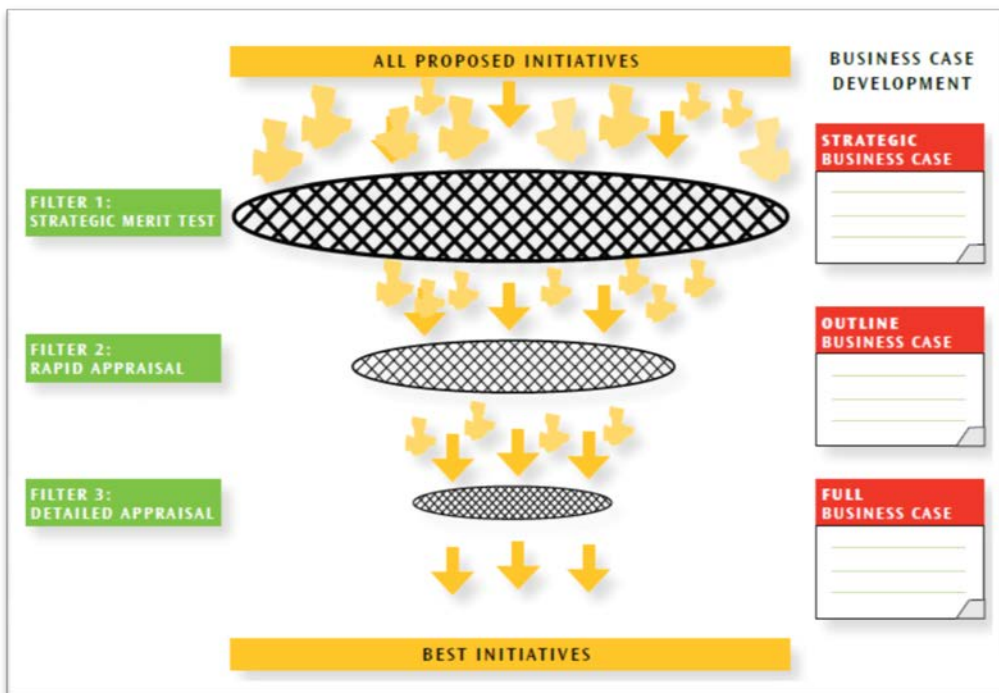 ALL PROPOSED INITIATIVES
BUSINESS CASE
DEVELOPMENT
STRATEGIC
BUSINESS CASE
FILTER 1:
STRATEGIC MERIT TEST
OUTLINE
BUSINESS CASE
FILTER 2:
RAPID APPRAISAL
FULL
BUSINESS CASE
FILTER 3:
DETAILED APPRAISAL
BEST INITIATIVES